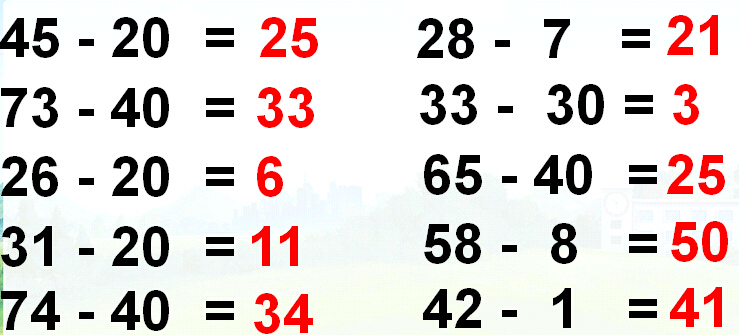 45 - 20 = 25
73 - 40 = 33
26 - 20 = 6
31 - 20 = 11
74 - 40 = 34
28 - 7 = 21
33 - 30 = 3
65 - 40 = 25
58 - 8 = 50
42 - 1 = 41